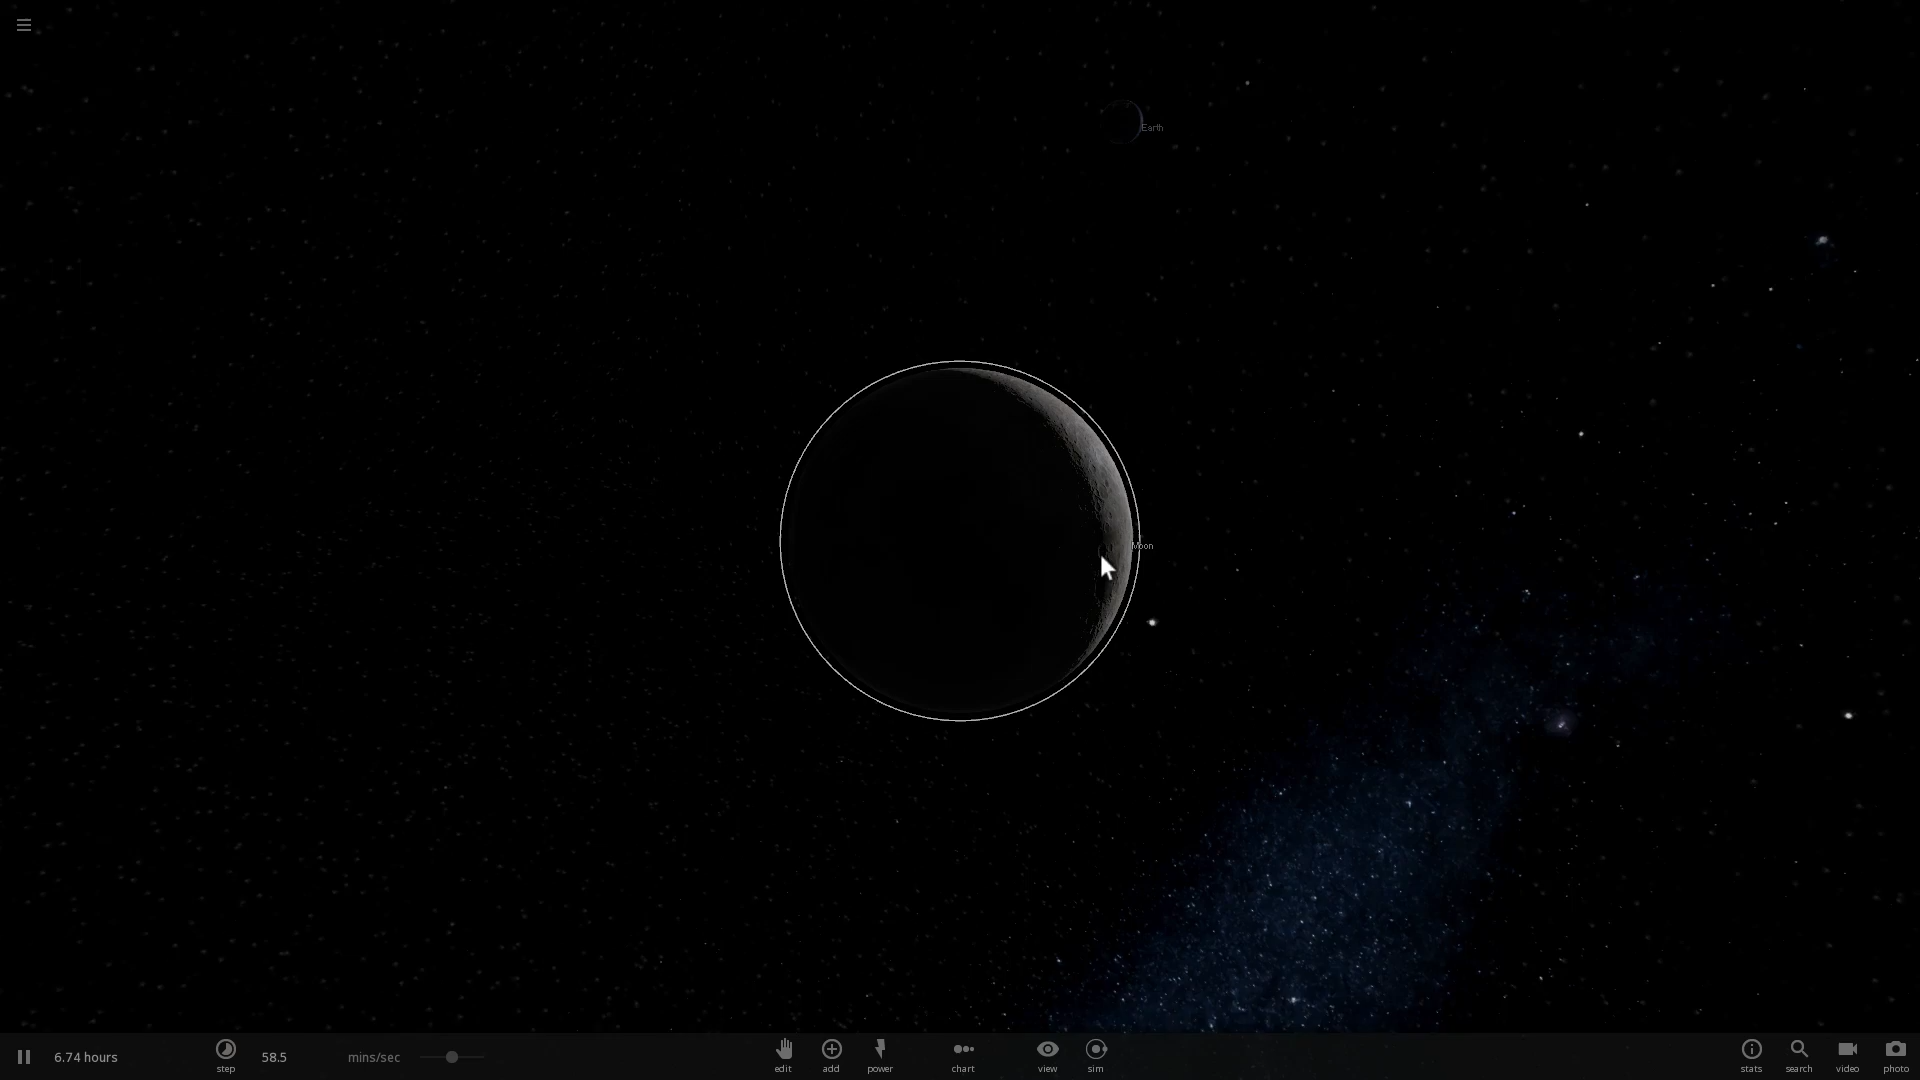 Earth
Moon
6.74 hours
step
58.5
mins/sec
edit
add
power
chart
view
sim
stats
search
video
photo